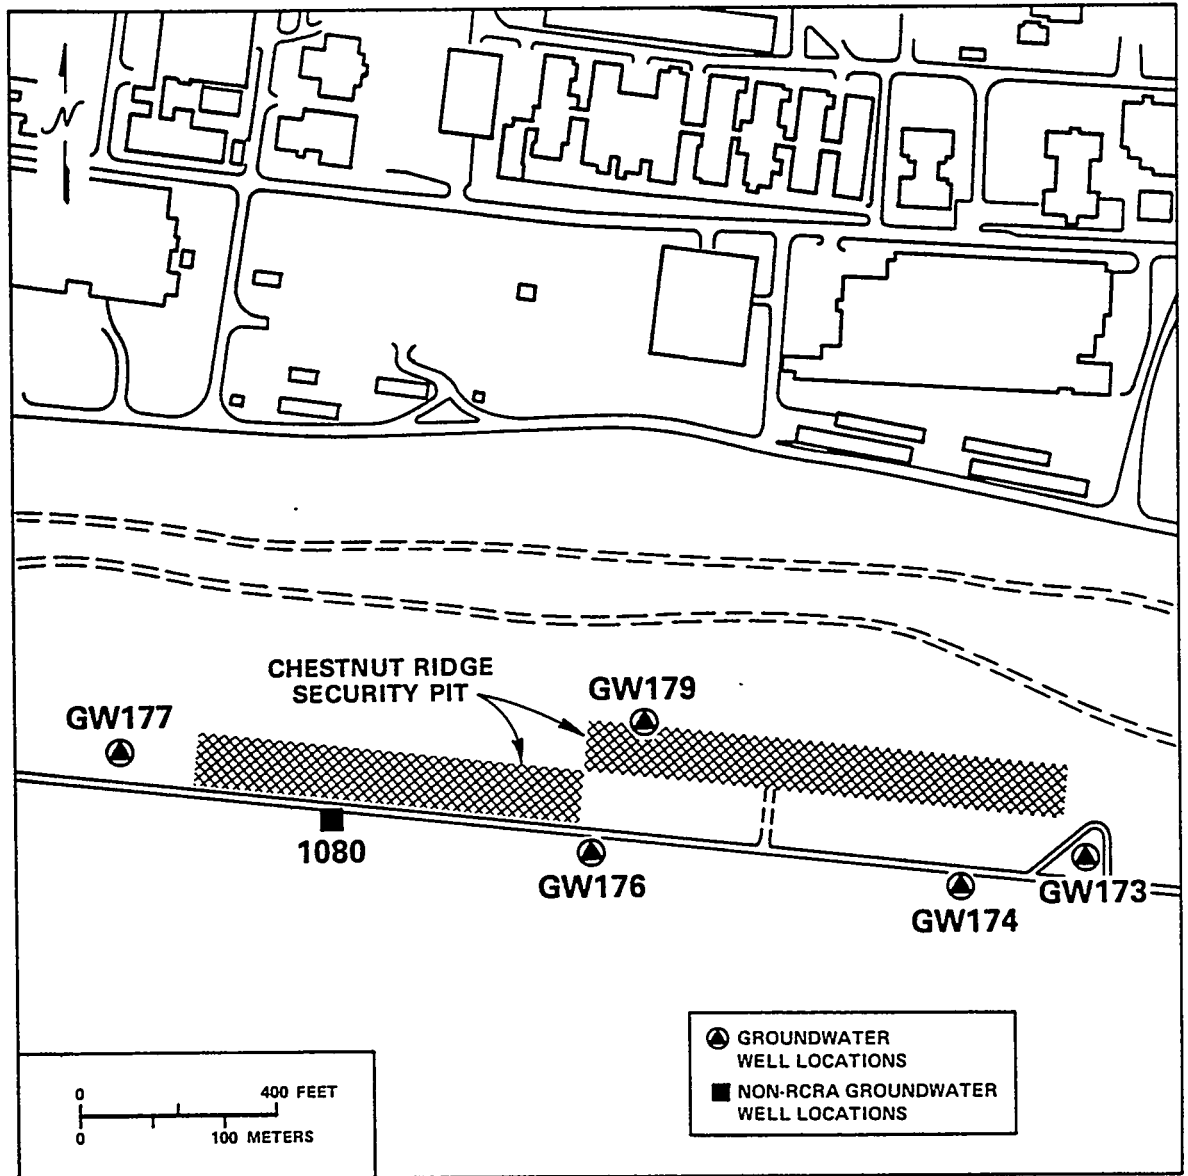 N
CHESTNUT RIDGE
SECURITY PIT
GW179
GW177
1080
GW176
GW173
GW174
GROUNDWATER
WELL LOCATIONS
NON-RCRA GROUNDWATER
WELL LOCATIONS
0 400 FEET
0 100 METERS